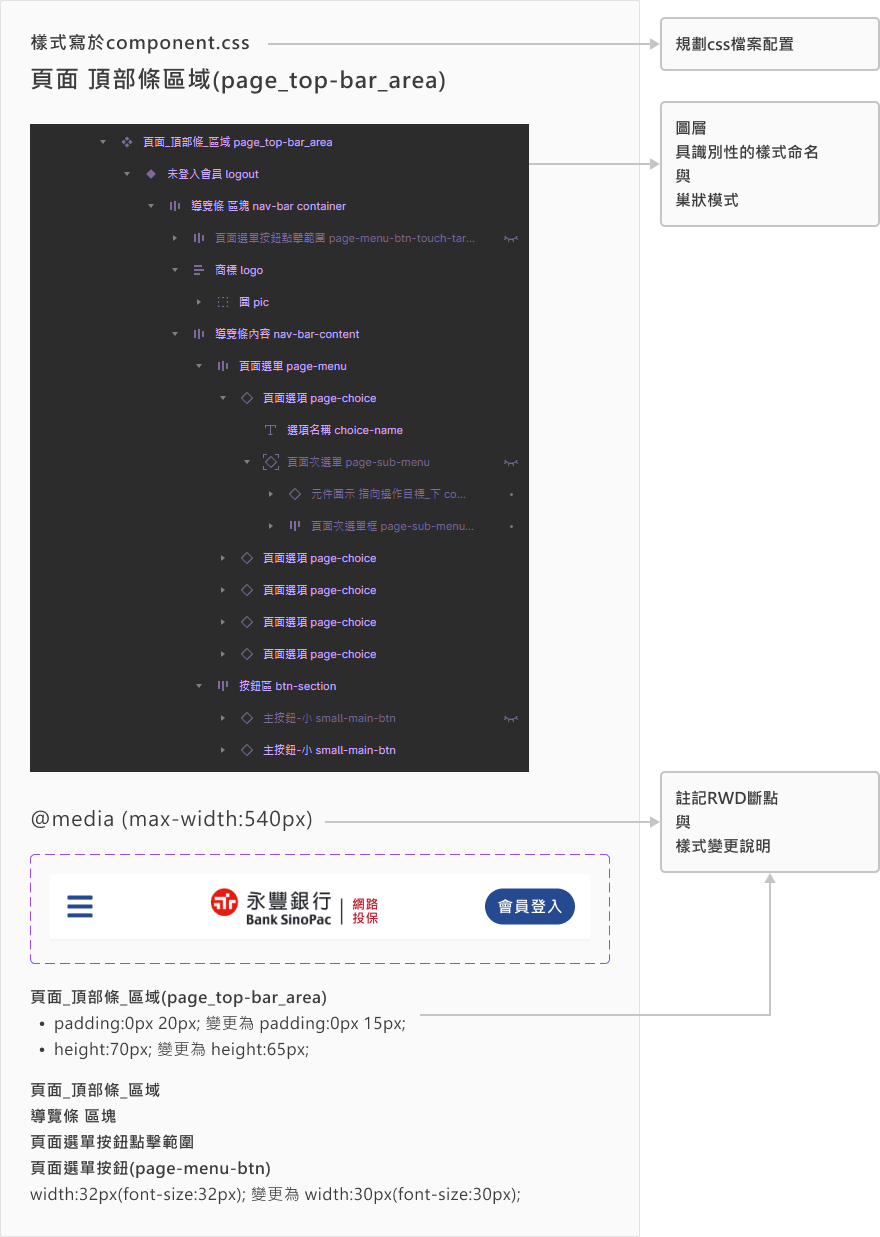 樣式寫於component.css
規劃css檔案配置
頁面 頂部條區域(page_top-bar_area)
圖層
具識別性的樣式命名
與
巢狀模式
頁面_頂部條_區域 page_top-bar_area
未登入會員 logout
導覽條 區塊 nav-bar container
頁面選單按鈕點擊範圍 page-menu-btn-touch-tar...
商標 logo
圖 pic
導覽條內容 nav-bar-content
頁面選單 page-menu
頁面選項 page-choice
選項名稱 choice-name
頁面次選單 page-sub-menu
元件圖示 指向操作目標_下 co...
頁面次選單框 page-sub-menu...
頁面選項 page-choice
頁面選項 page-choice
頁面選項 page-choice
頁面選項 page-choice
按鈕區 btn-section
主按鈕-小 small-main-btn
主按鈕-小 small-main-btn
@media (max-width:540px)
註記RWD斷點
與
樣式變更說明
永豐銀行
Bank SinoPac
網路
投保
會員登入
頁面_頂部條_區域(page_top-bar_area)
• padding:0px 20px; 變更為 padding:0px 15px;
• height:70px; 變更為 height:65px;
頁面_頂部條_區域
導覽條 區塊
頁面選單按鈕點擊範圍
頁面選單按鈕(page-menu-btn)
width:32px(font-size:32px); 變更為 width:30px(font-size:30px);